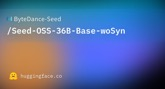 ByteDance-Seed
/Seed-OSS-36B-Base-woSyn
huggingface.co